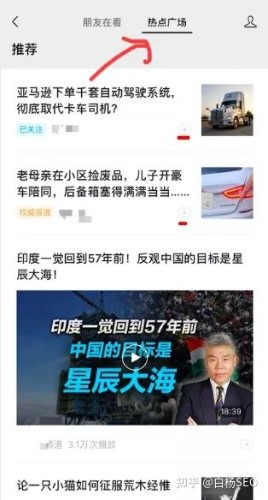 朋友在看
热点广场
推荐
亚马逊下单千套自动驾驶系统，
彻底取代卡车司机？
已关注
老母亲在小区捡废品，儿子开豪
车陪同，后备箱塞得满满当当……
权威报道
印度一觉回到57年前！反观中国的目标是星
辰大海！
印度一觉回到57年前
中国的目标是
星辰大海
18:39
频道 3.1万次播放
论一只小猫如何征服荒木经惟
知乎 @白杨SEO